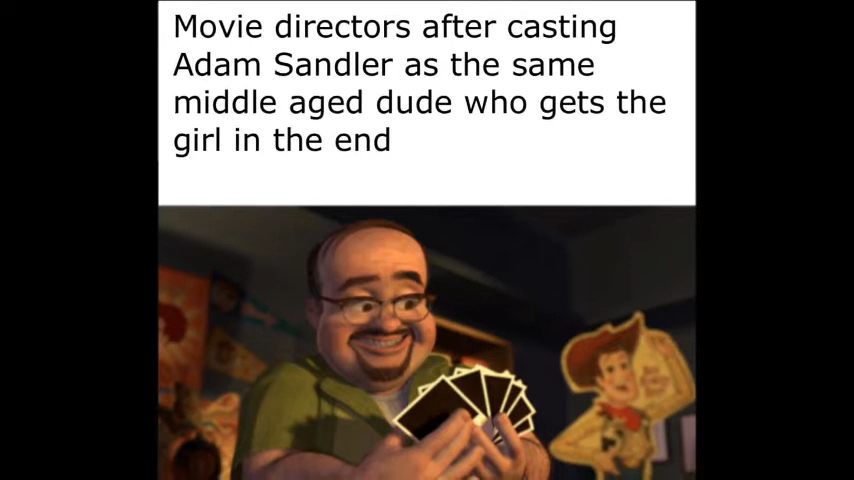 Movie directors after casting
Adam Sandler as the same
middle aged dude who gets the
girl in the end